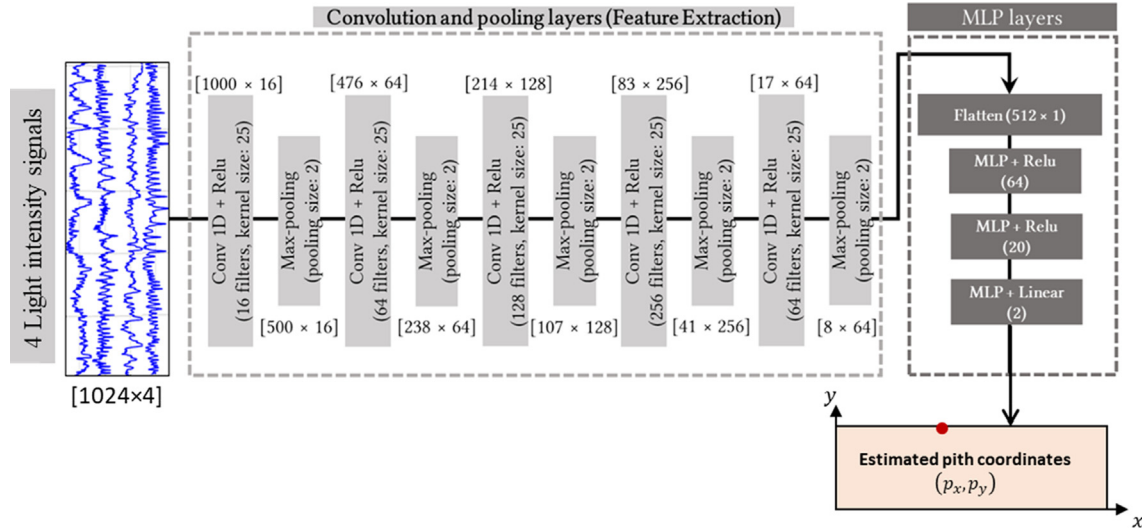 Convolution and pooling layers (Feature Extraction)
MLP layers
4 Light intensity signals
[1024×4]
[1000 × 16]
Conv 1D + Relu
(16 filters, kernel size: 25)
Max-pooling
(pooling size: 2)
[500 × 16]
[476 × 64]
Conv 1D + Relu
(64 filters, kernel size: 25)
Max-pooling
(pooling size: 2)
[238 × 64]
[214 × 128]
Conv 1D + Relu
(128 filters, kernel size: 25)
Max-pooling
(pooling size: 2)
[107 × 128]
[83 × 256]
Conv 1D + Relu
(256 filters, kernel size: 25)
Max-pooling
(pooling size: 2)
[41 × 256]
[17 × 64]
Conv 1D + Relu
(64 filters, kernel size: 25)
Max-pooling
(pooling size: 2)
[8 × 64]
Flatten (512 × 1)
MLP + Relu
(64)
MLP + Relu
(20)
MLP + Linear
(2)
y
Estimated pith coordinates
(pₓ, p_y)
x